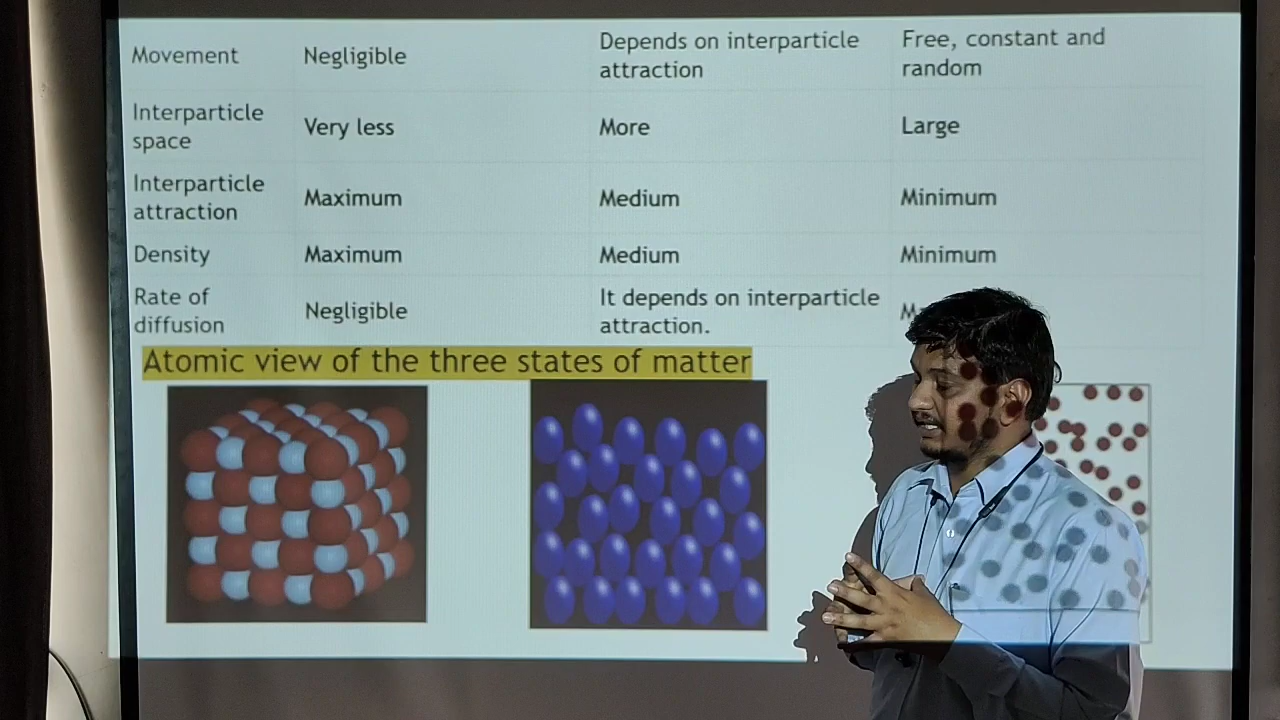 Movement Negligible Depends on interparticle attraction Free, constant and random
Interparticle space Very less More Large
Interparticle attraction Maximum Medium Minimum
Density Maximum Medium Minimum
Rate of diffusion Negligible It depends on interparticle attraction.
Atomic view of the three states of matter